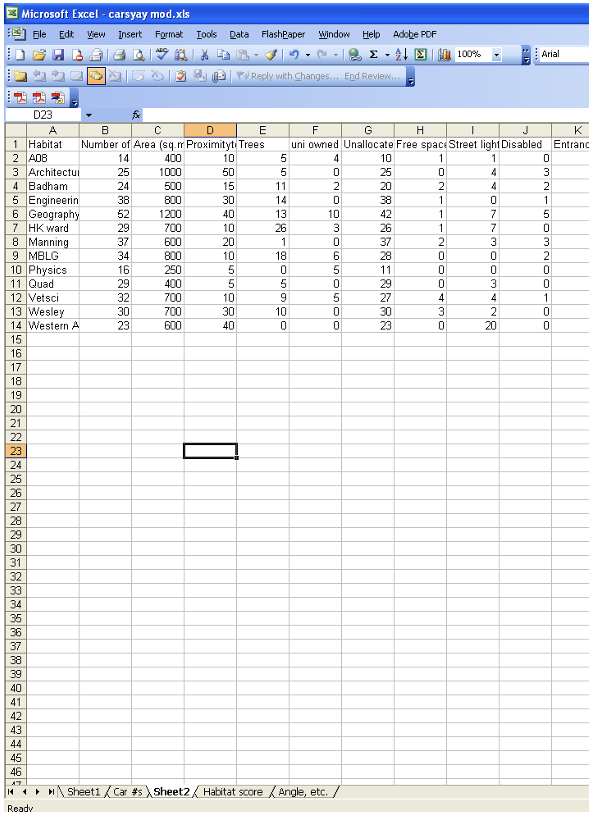 Microsoft Excel - carsyay mod.xls
File Edit View Insert Format Tools Data FlashPaper Window Help Adobe PDF
100% Arial
Reply with Changes... End Review...
D23 fx
A B C D E F G H I J K
1 Habitat Number of Area (sq.m Proximityt Trees uni owned Unallocate Free space Street light Disabled Entranc
2 A08 14 400 10 5 4 10 1 1 0
3 Architectur 25 1000 50 5 0 25 0 4 3
4 Badham 24 500 15 11 2 20 2 4 2
5 Engineerin 38 800 30 14 0 38 1 0 1
6 Geography 52 1200 40 13 10 42 1 7 5
7 HK ward 29 700 10 26 3 26 1 7 0
8 Manning 37 600 20 1 0 37 2 3 3
9 MBLG 34 800 10 18 6 28 0 0 2
10 Physics 16 250 5 0 5 11 0 0 0
11 Quad 29 400 5 5 0 29 0 3 0
12 Vetsci 32 700 10 9 5 27 4 4 1
13 Wesley 30 700 30 10 0 30 3 2 0
14 Western A 23 600 40 0 0 23 0 20 0
15
16
17
18
19
20
21
22
23
24
25
26
27
28
29
30
31
32
33
34
35
36
37
38
39
40
41
42
43
44
45
46
47
Sheet1 Car #s Sheet2 Habitat score Angle, etc.
Ready